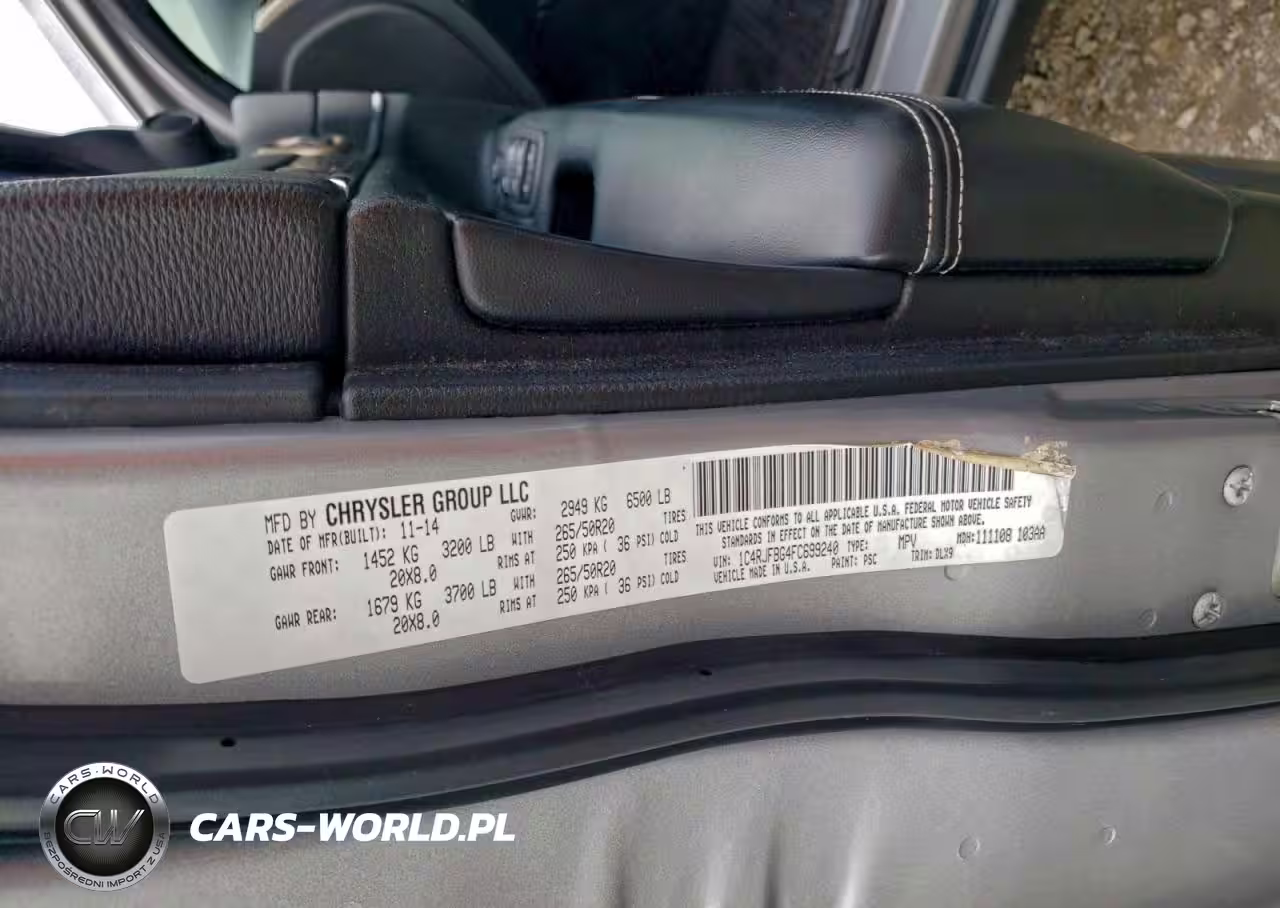 MFD BY CHRYSLER GROUP LLC
DATE OF MFR(BUILT): 11-14 GVWR: 2949 KG 6500 LB
GAWR FRONT: 1452 KG 3200 LB WITH 265/50R20 TIRES
20X8.0 RIMS AT 250 KPA ( 36 PSI) COLD
GAWR REAR: 1679 KG 3700 LB WITH 265/50R20 TIRES
20X8.0 RIMS AT 250 KPA ( 36 PSI) COLD
THIS VEHICLE CONFORMS TO ALL APPLICABLE U.S.A. FEDERAL MOTOR VEHICLE SAFETY
STANDARDS IN EFFECT ON THE DATE OF MANUFACTURE SHOWN ABOVE.
VIN: 1C4RJFBG4FC699240 TYPE: MPV MDH: 111108 103AA
VEHICLE MADE IN U.S.A. PAINT: PSC TRIM: DLX9
CARS-WORLD
CW
BEZPOŚREDNI IMPORT Z USA
CARS-WORLD.PL